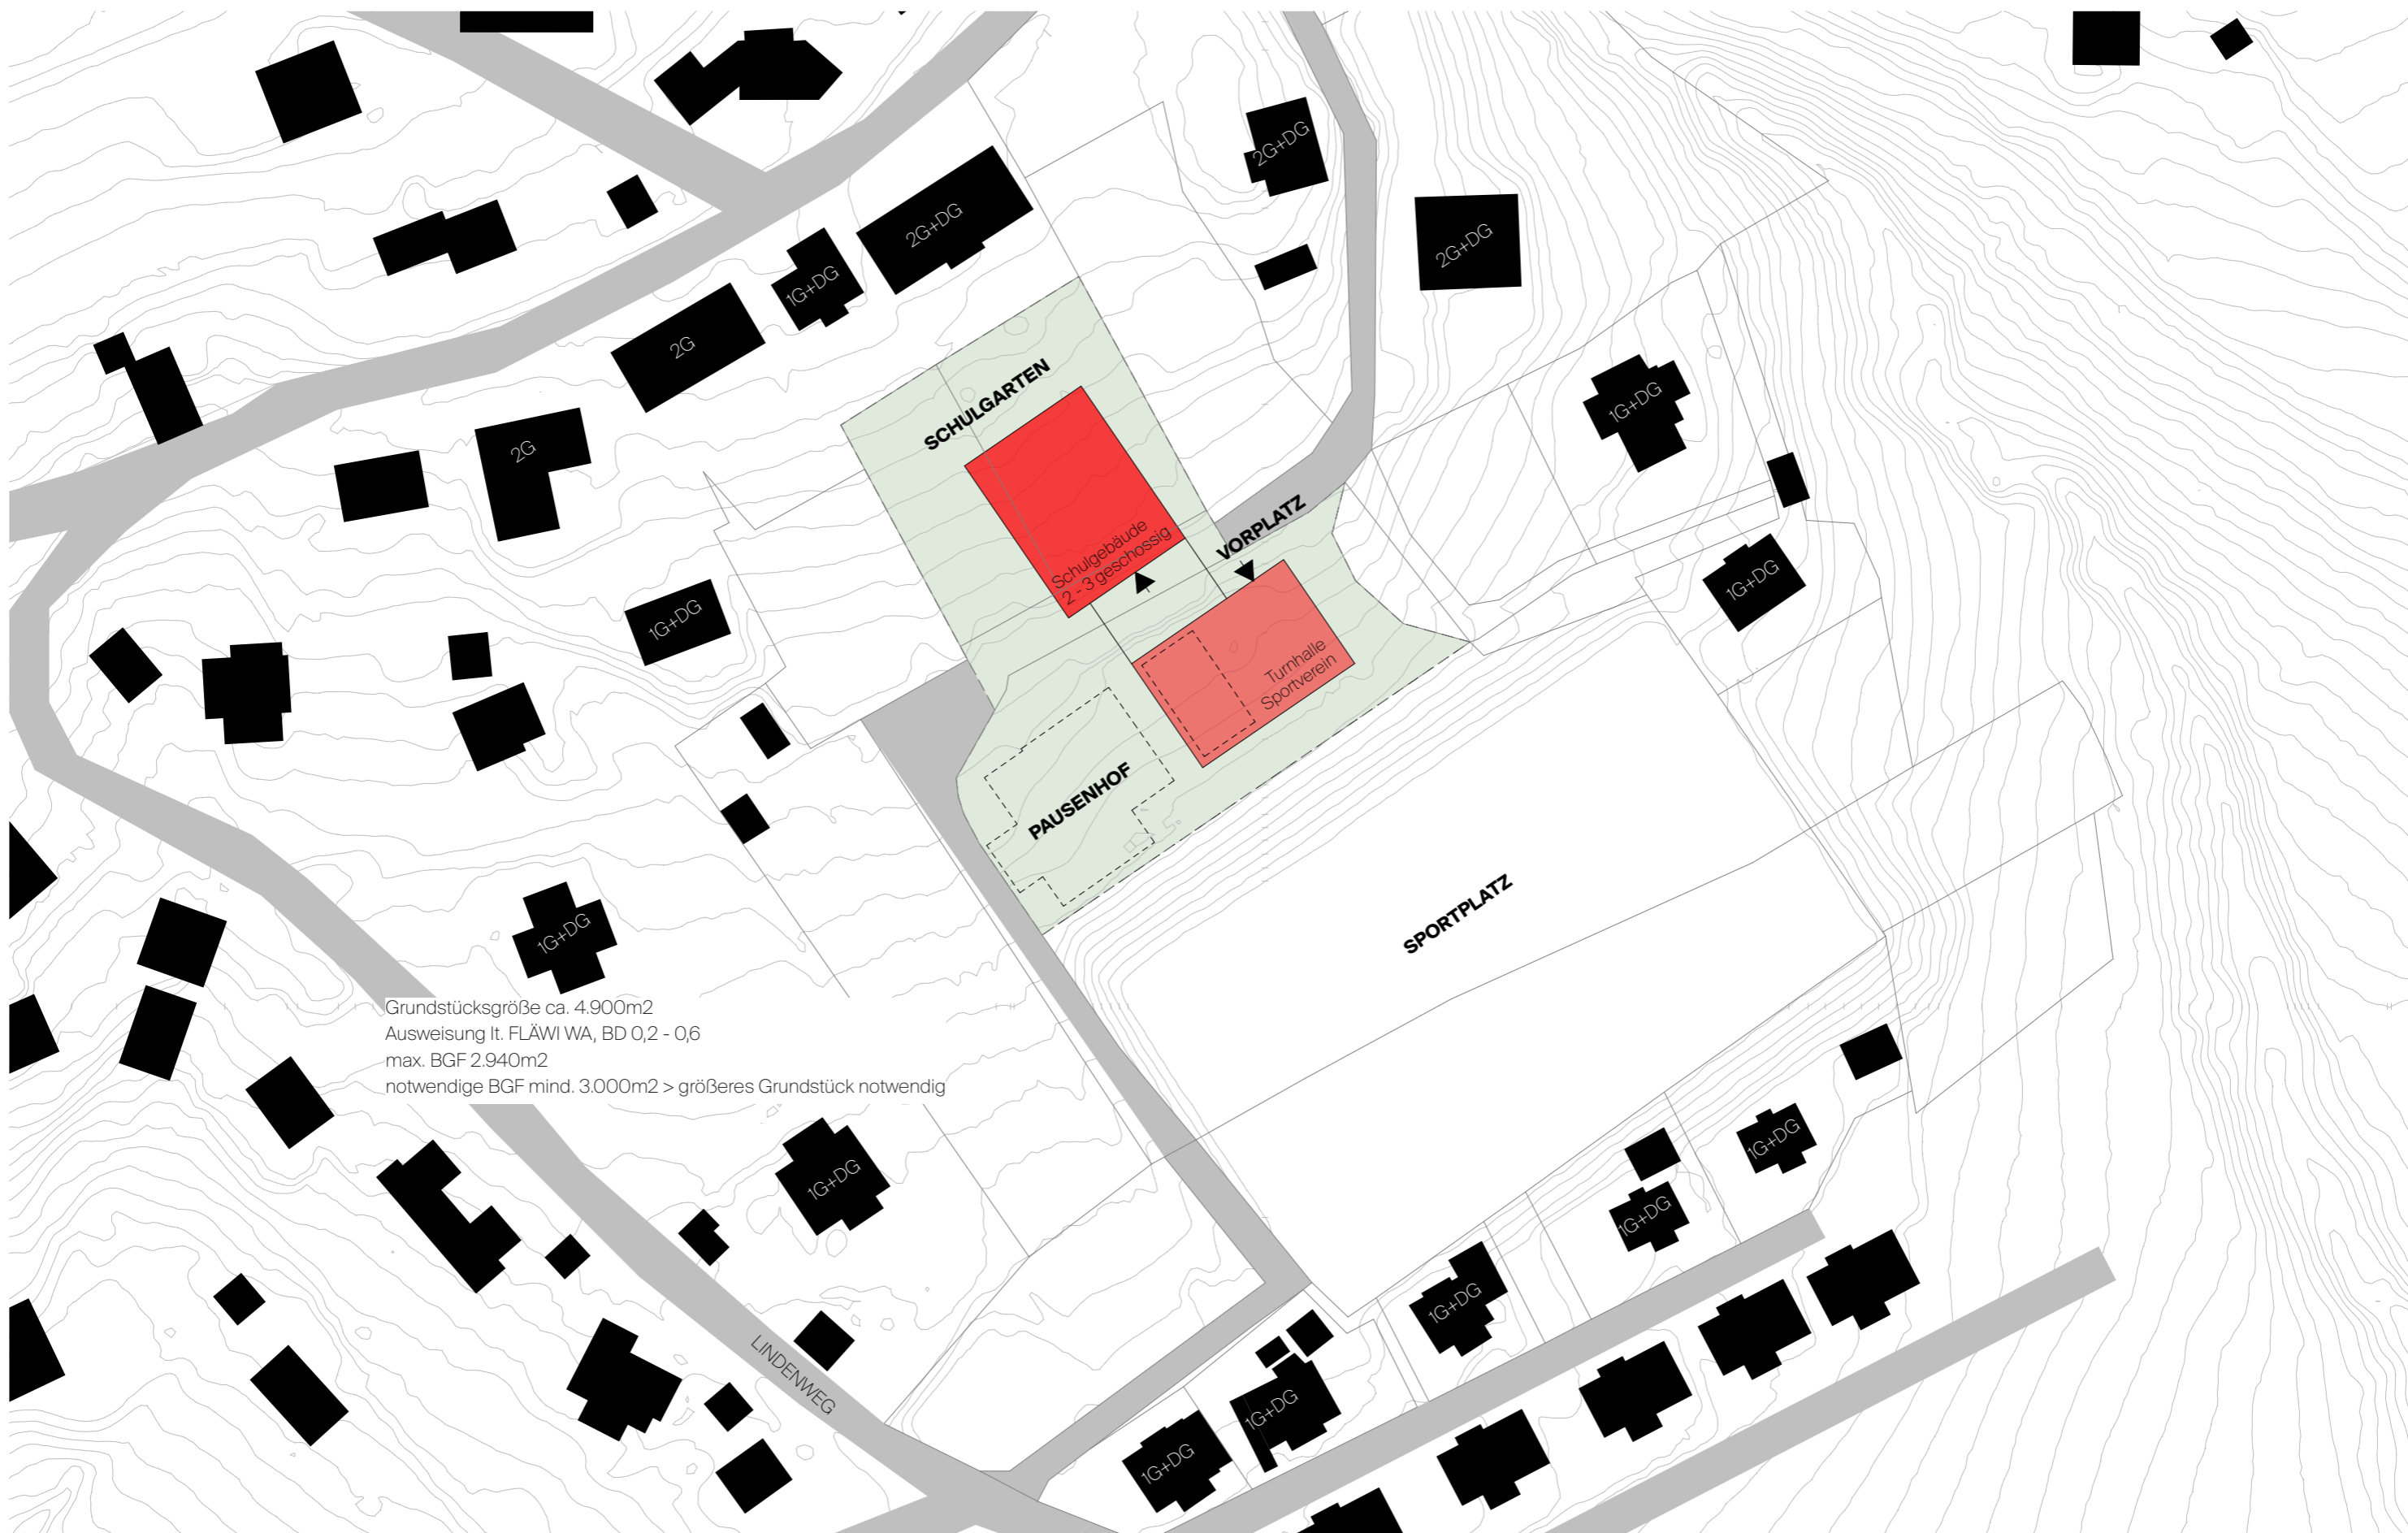 2G+DG
2G+DG
2G+DG
1G+DG
2G
SCHULGARTEN
1G+DG
2G
VORPLATZ
Schulgebäude
2 - 3 geschossig
1G+DG
1G+DG
Turnhalle
Sportverein
PAUSENHOF
SPORTPLATZ
1G+DG
Grundstücksgröße ca. 4.900m2
Ausweisung lt. FLÄWI WA, BD 0,2 - 0,6
max. BGF 2.940m2
notwendige BGF mind. 3.000m2 > größeres Grundstück notwendig
1G+DG
1G+DG
1G+DG
1G+DG
LINDENWEG
1G+DG
1G+DG